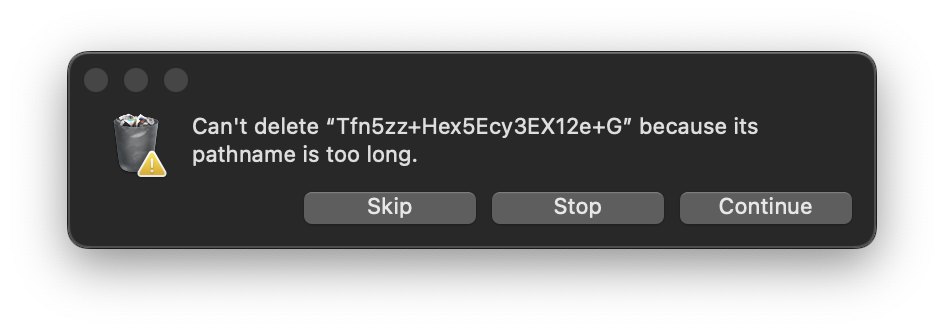 Can't delete “Tfn5zz+Hex5Ecy3EX12e+G” because its
pathname is too long.
Skip
Stop
Continue